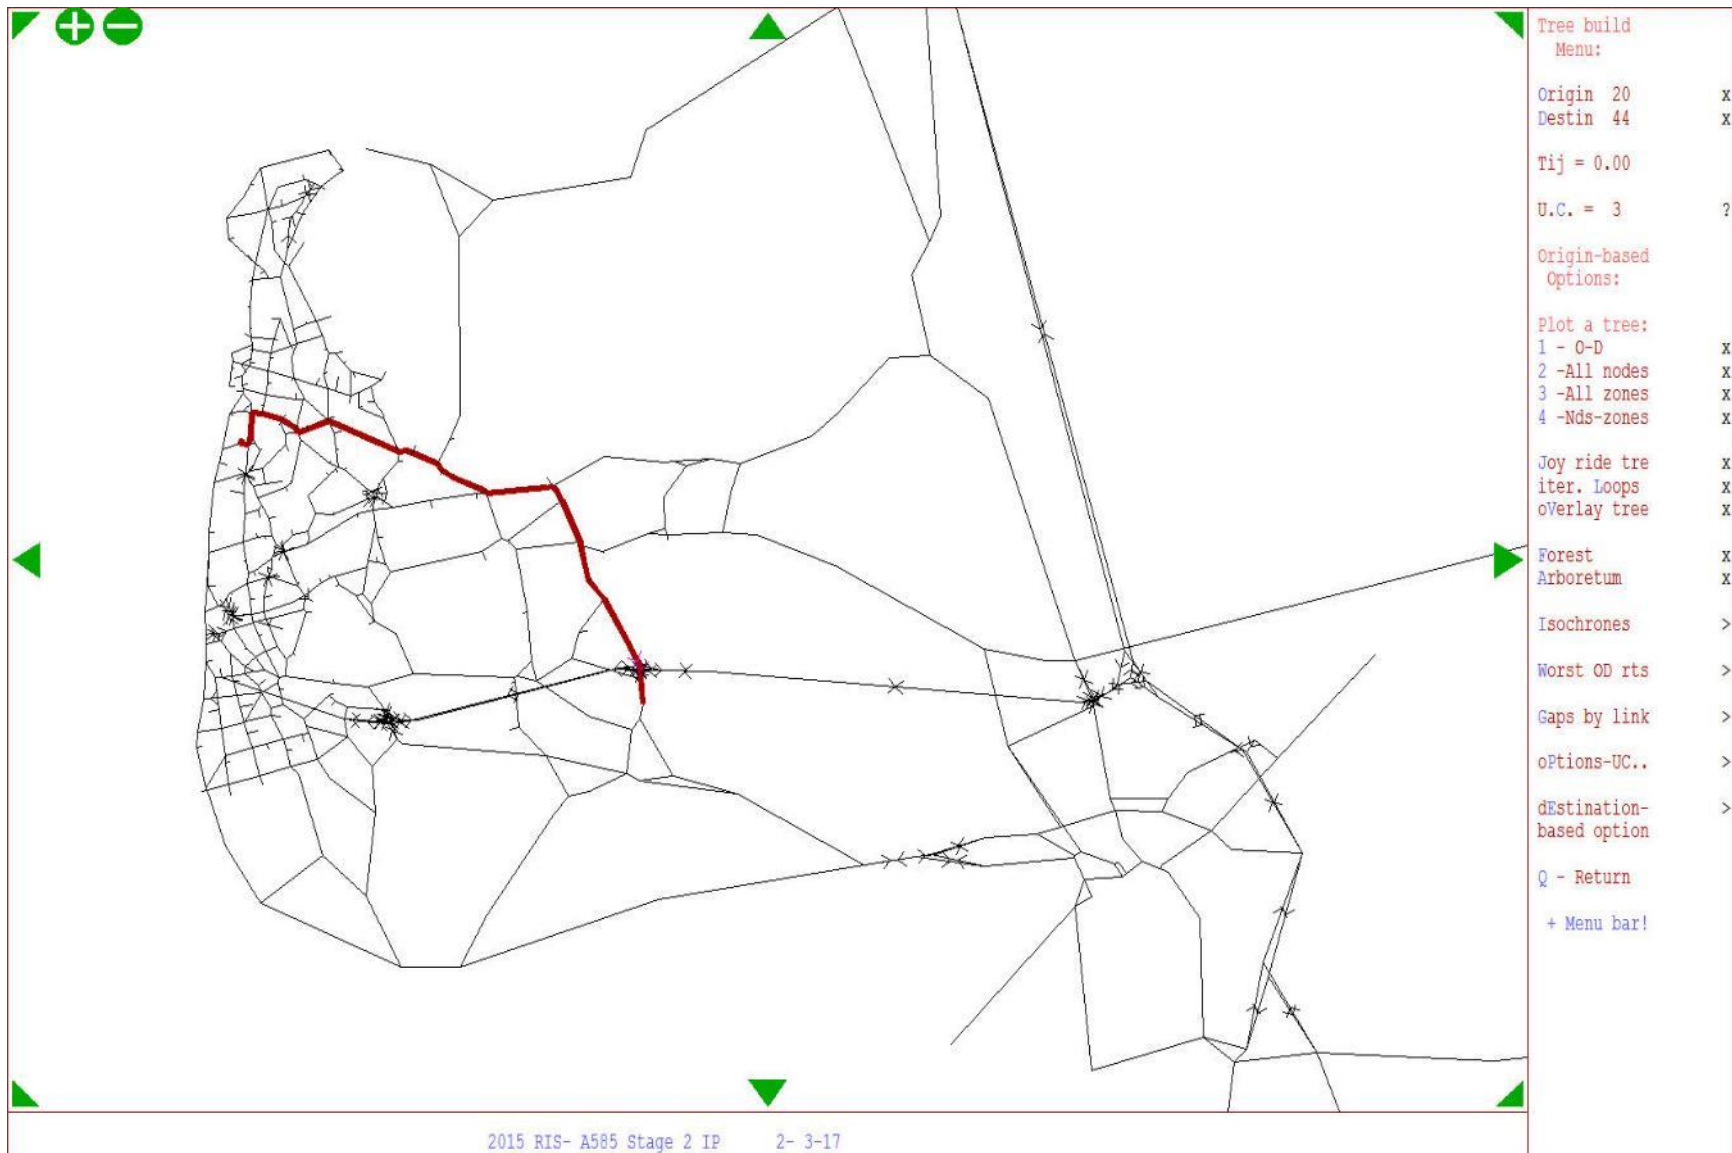 Tree build
Menu:
Origin 20 x
Destin 44 x
Tij = 0.00
U.C. = 3 ?
Origin-based
Options:
Plot a tree:
1 - O-D x
2 -All nodes x
3 -All zones x
4 -Nds-zones x
Joy ride tre x
iter. Loops x
oVerlay tree x
Forest x
Arboretum x
Isochrones >
Worst OD rts >
Gaps by link >
oPtions-UC.. >
dEstination- >
based option
Q - Return
+ Menu bar!
2015 RIS- A585 Stage 2 IP 2- 3-17